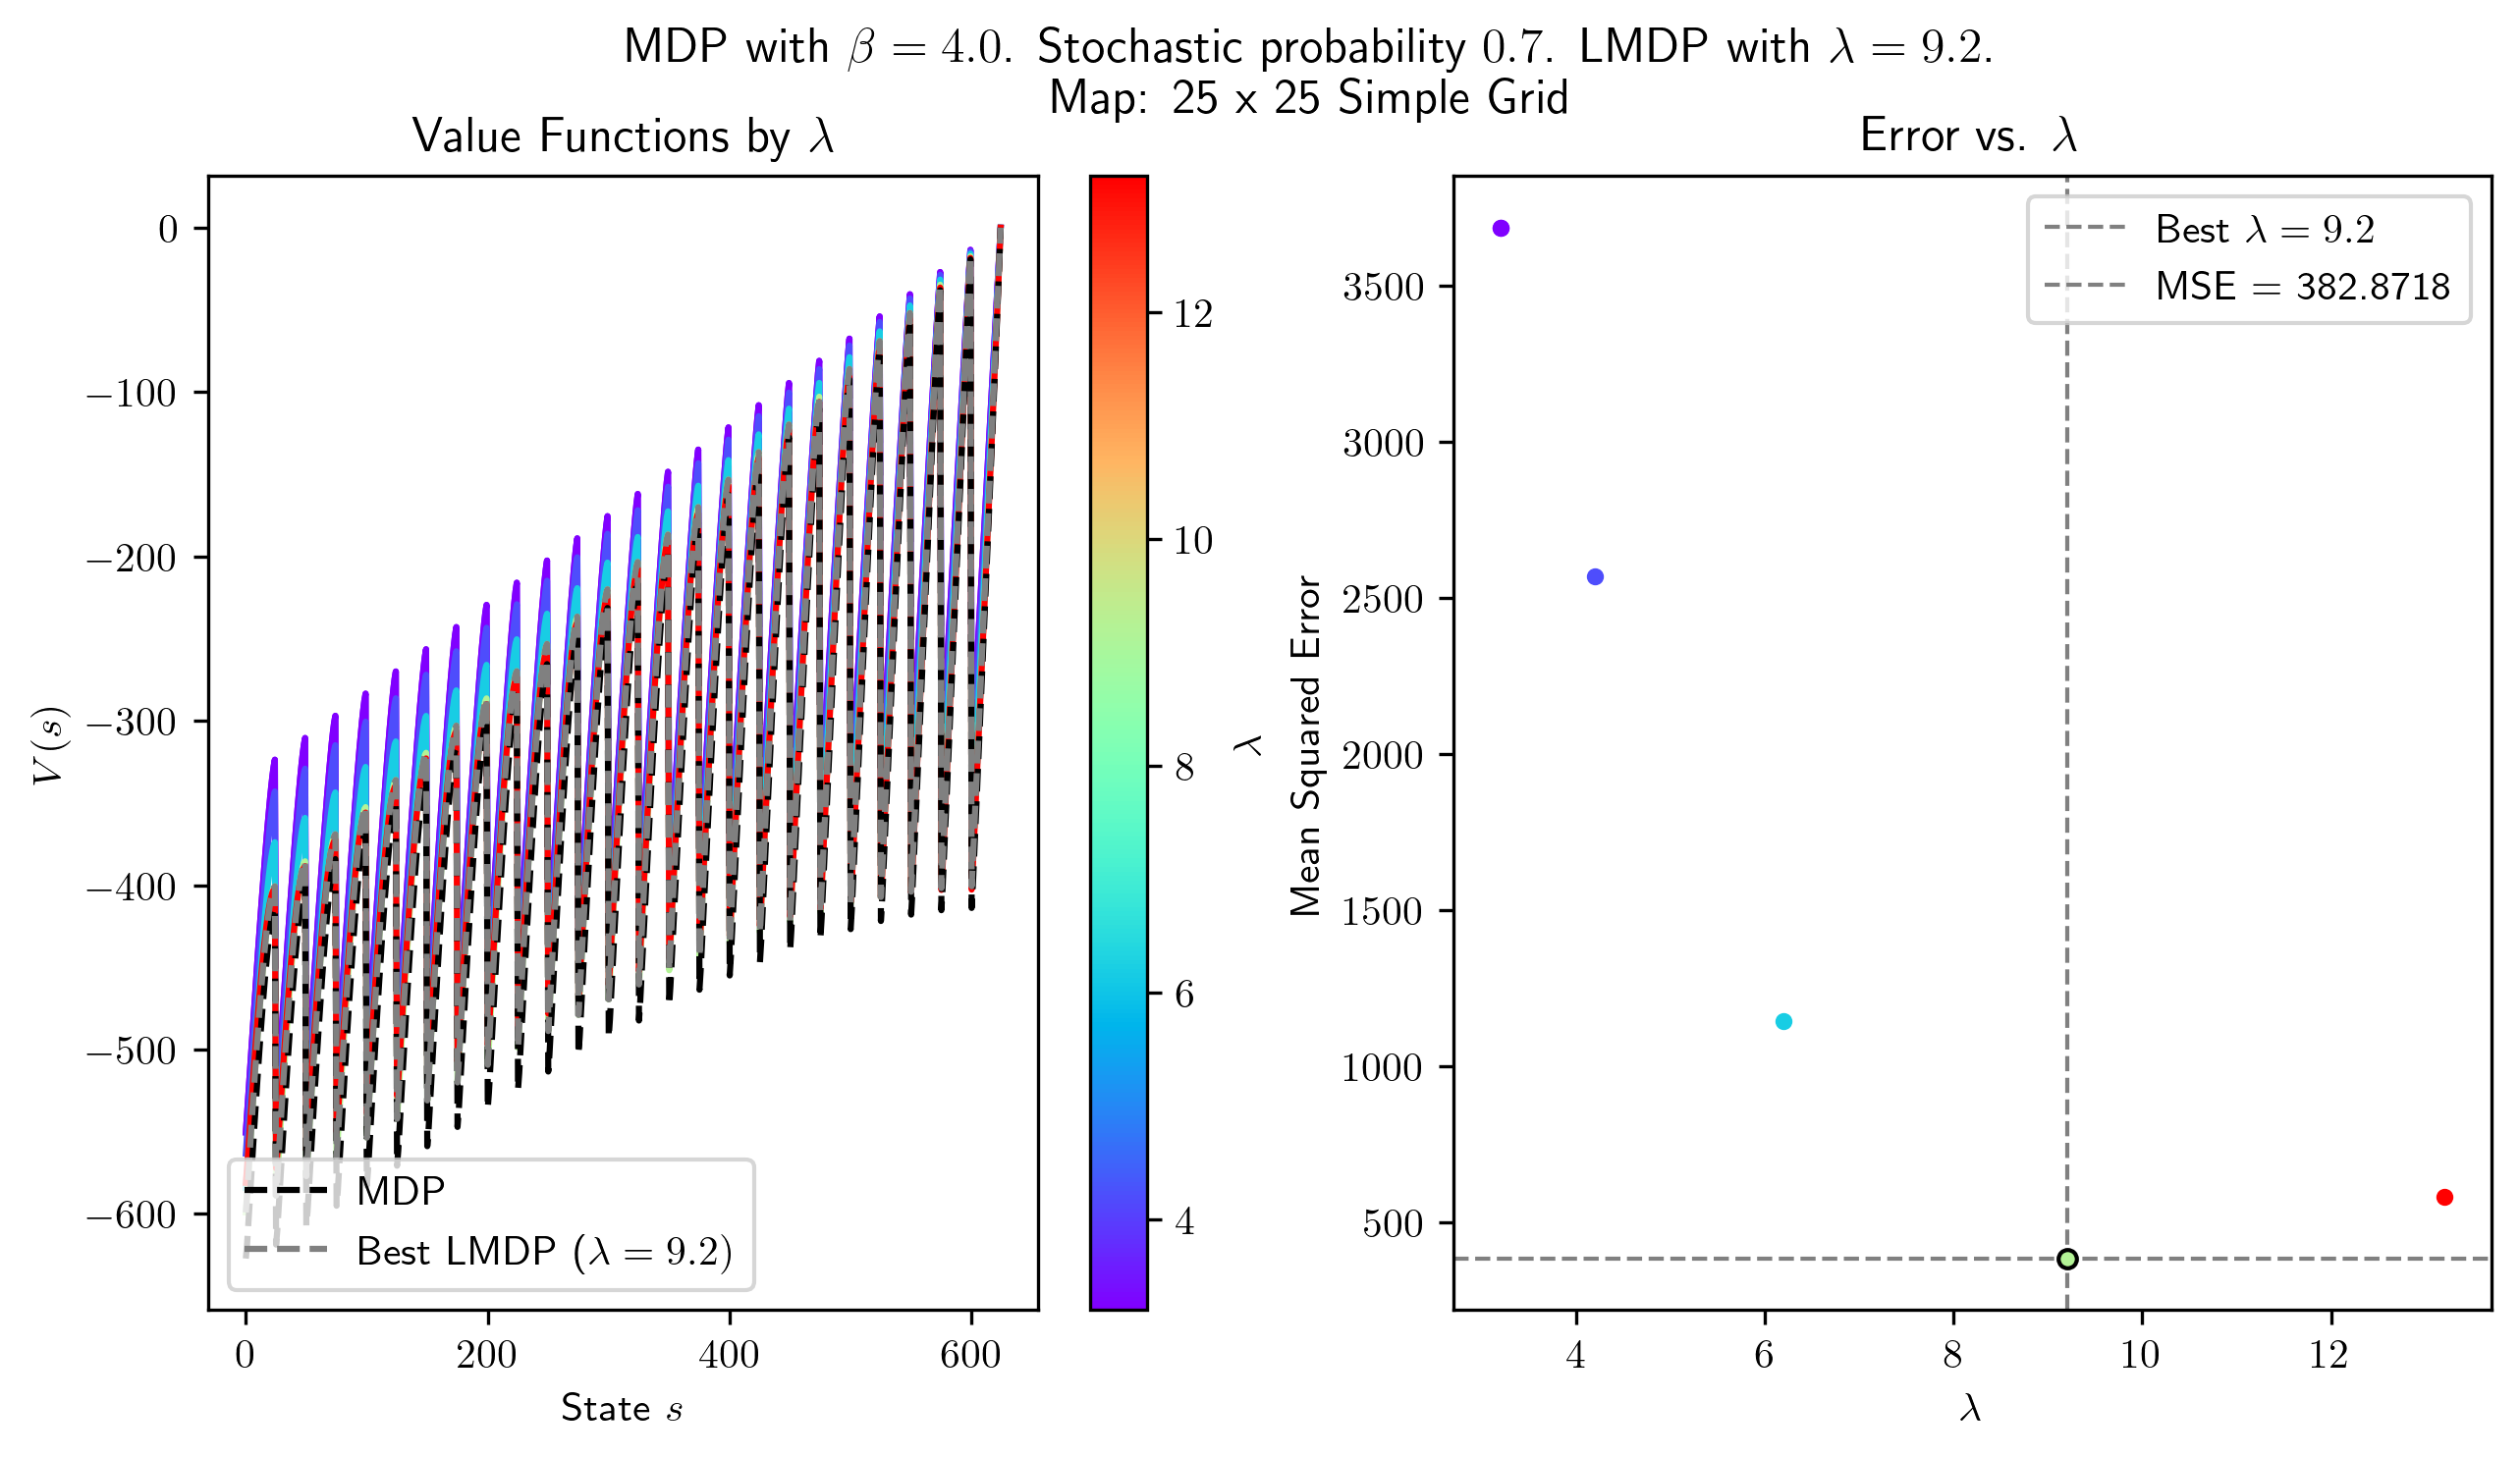 MDP with β = 4.0. Stochastic probability 0.7. LMDP with λ = 9.2.
Map: 25 x 25 Simple Grid
Value Functions by λ
0
−100
−200
−300
−400
−500
−600
V(s)
0
200
400
600
State s
MDP
Best LMDP (λ = 9.2)
12
10
8
6
4
λ
Error vs. λ
3500
3000
2500
2000
1500
1000
500
Mean Squared Error
4
6
8
10
12
λ
Best λ = 9.2
MSE = 382.8718